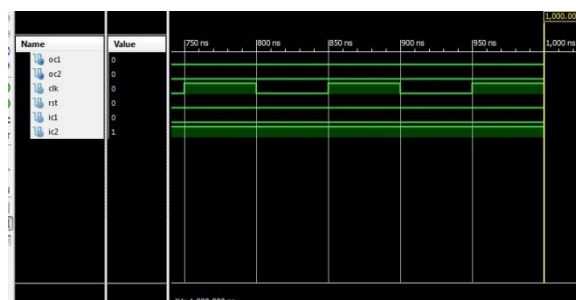 1,000.00
Name Value
750 ns 800 ns 850 ns 900 ns 950 ns 1,000 ns
oc1 0
oc2 0
clk 0
rst 0
ic1 0
ic2 1